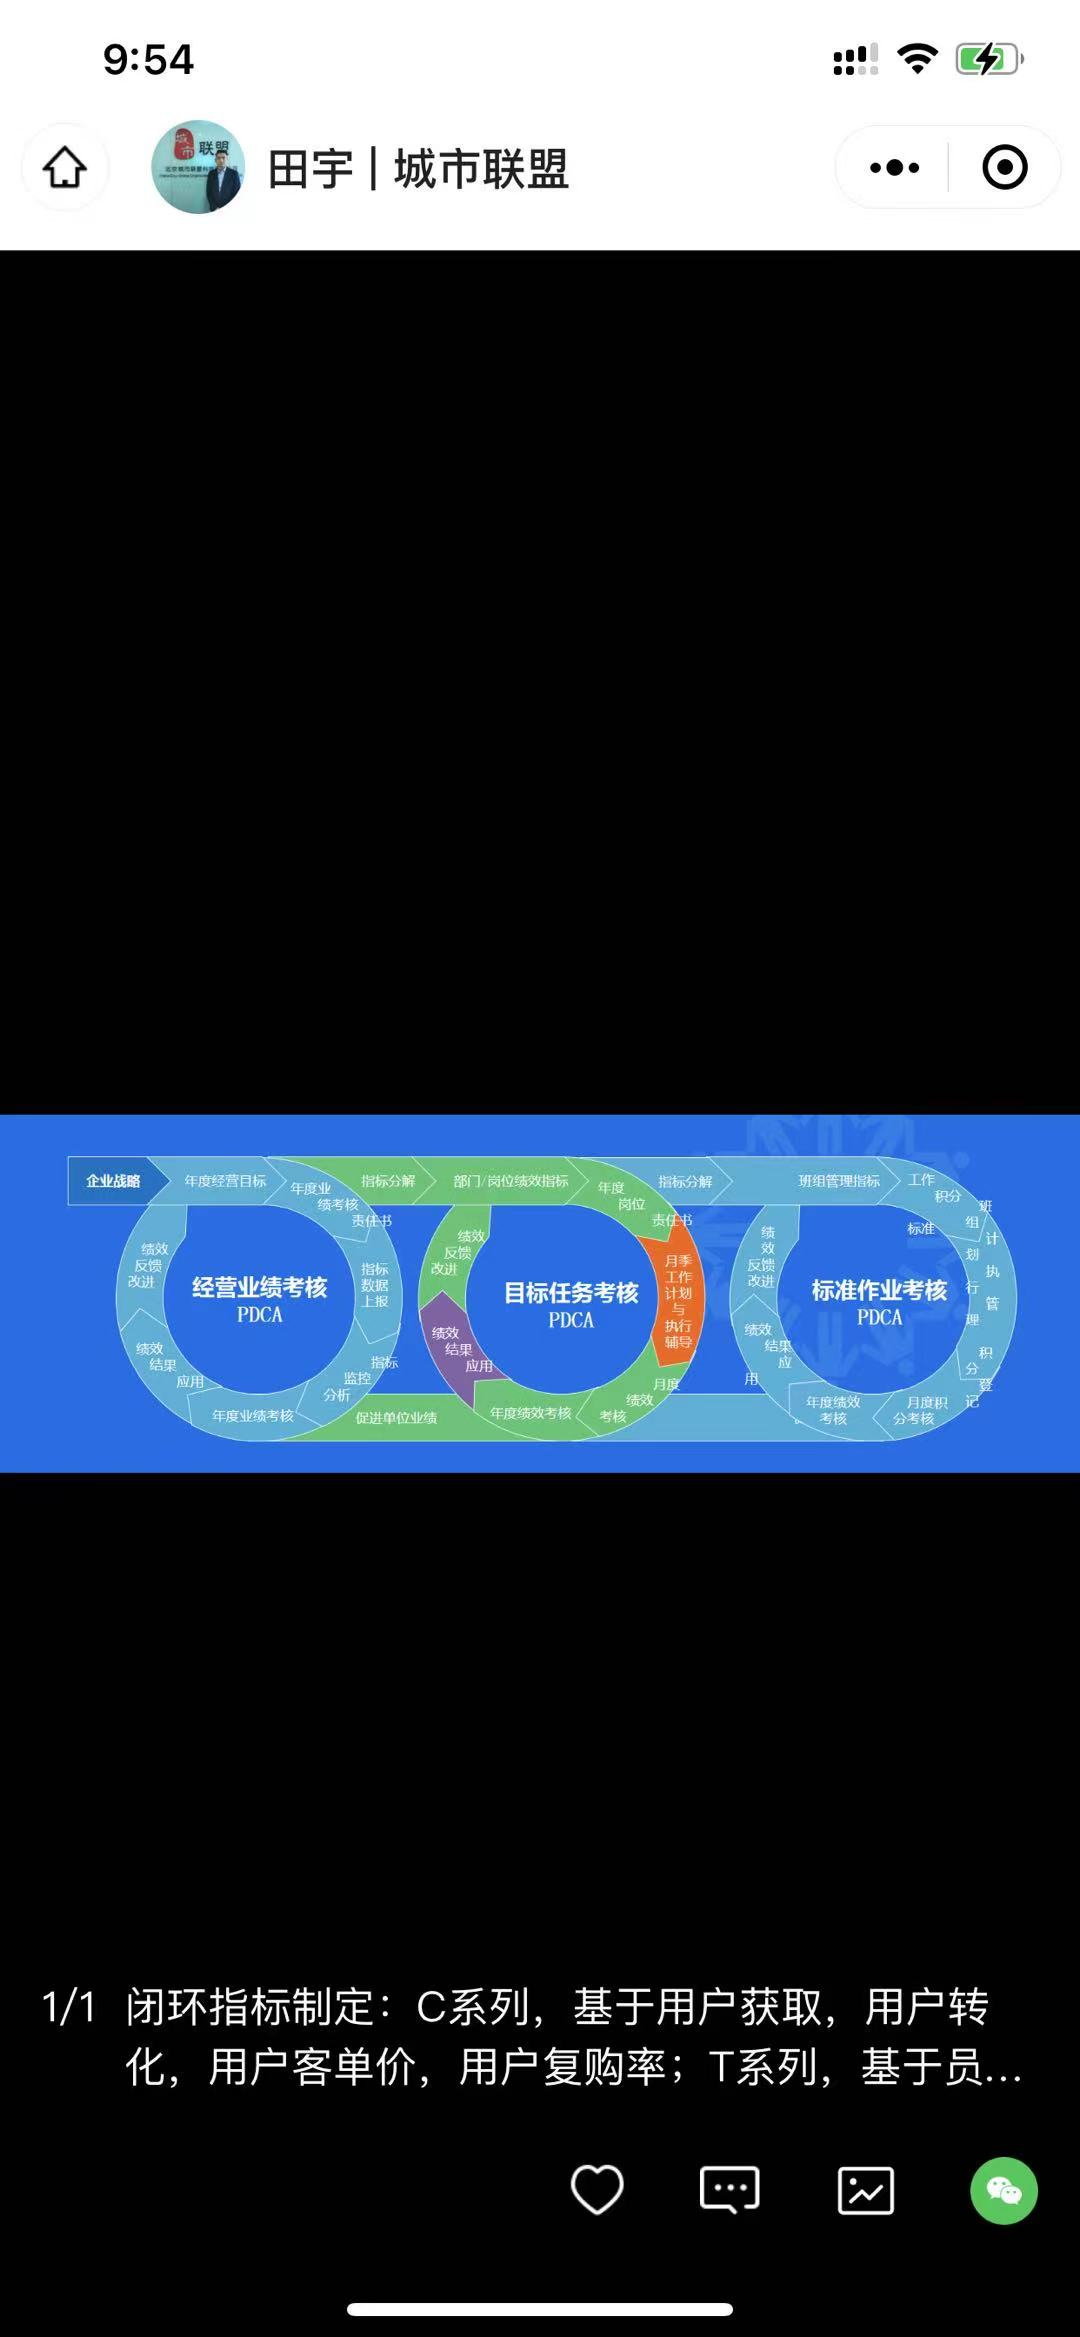 9:54
城市
联盟
田宇 | 城市联盟
企业战略
年度经营目标
年度业
绩考核
责任书
指标分解
部门/岗位绩效指标
年度
岗位
责任书
指标分解
班组管理指标
工作
积分
标准
班
组
计
划
执
行
管
理
积
分
登
记
绩效
反馈
改进
经营业绩考核
PDCA
指标
数据
上报
绩效
反馈
改进
目标任务考核
PDCA
月季
工作
计划
与
执行
辅导
绩
效
反馈
改进
标准作业考核
PDCA
绩效
结果
应用
年度业绩考核
指标
监控
分析
促进单位业绩
绩效
结果
应用
年度绩效考核
月度
绩效
考核
绩效
结果
应
用
年度绩效
考核
月度积
分考核
1/1 闭环指标制定：C系列，基于用户获取，用户转
化，用户客单价，用户复购率；T系列，基于员...